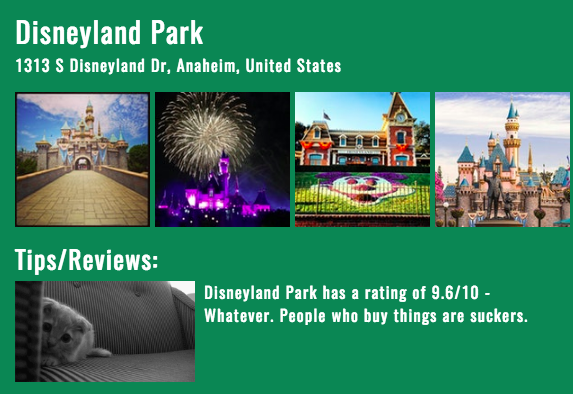 Disneyland Park
1313 S Disneyland Dr, Anaheim, United States
Tips/Reviews:
Disneyland Park has a rating of 9.6/10 -
Whatever. People who buy things are suckers.